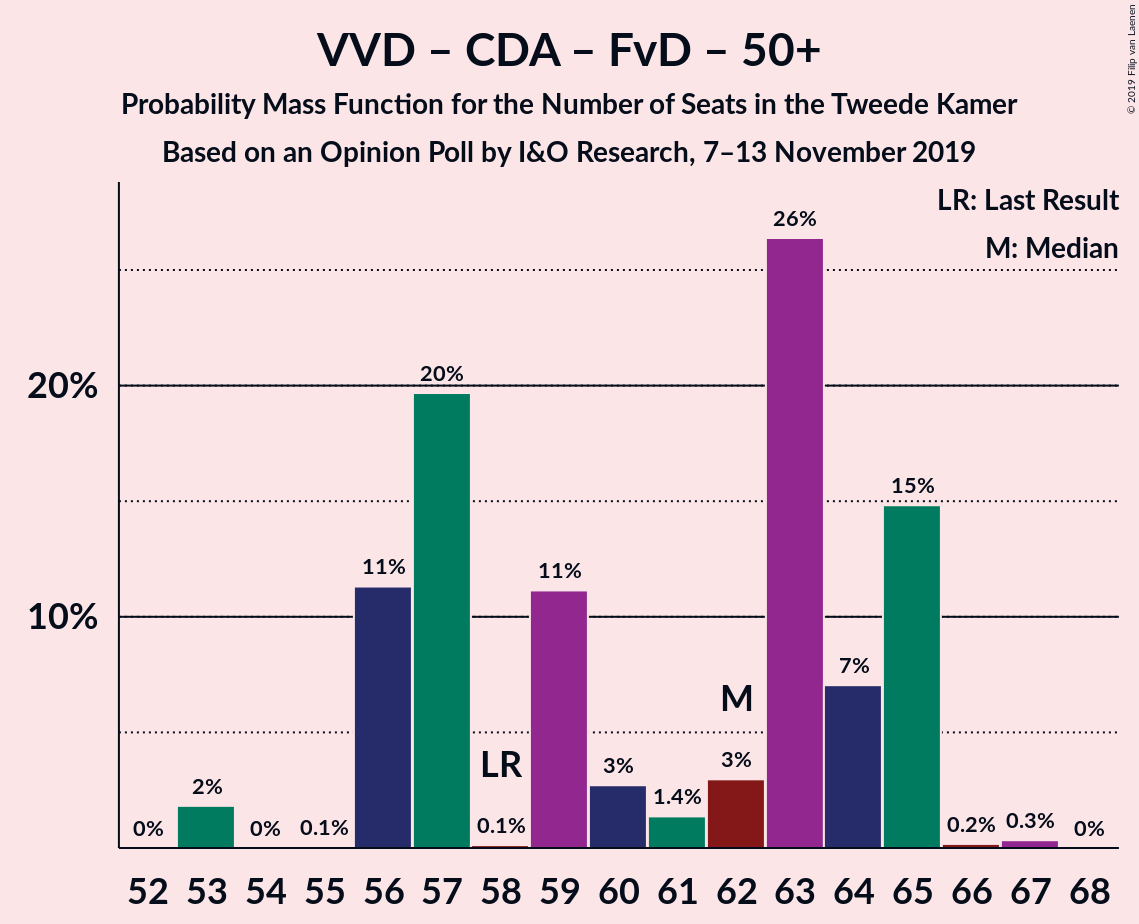 VVD – CDA – FvD – 50+
Probability Mass Function for the Number of Seats in the Tweede Kamer
Based on an Opinion Poll by I&O Research, 7–13 November 2019
© 2019 Filip van Laenen
LR: Last Result
M: Median
26%
20%
20%
15%
11%
11%
10%
7%
M
3%
LR
3%
2%
1.4%
0%
0%
0.1%
0.1%
0.2%
0.3%
0%
52 53 54 55 56 57 58 59 60 61 62 63 64 65 66 67 68